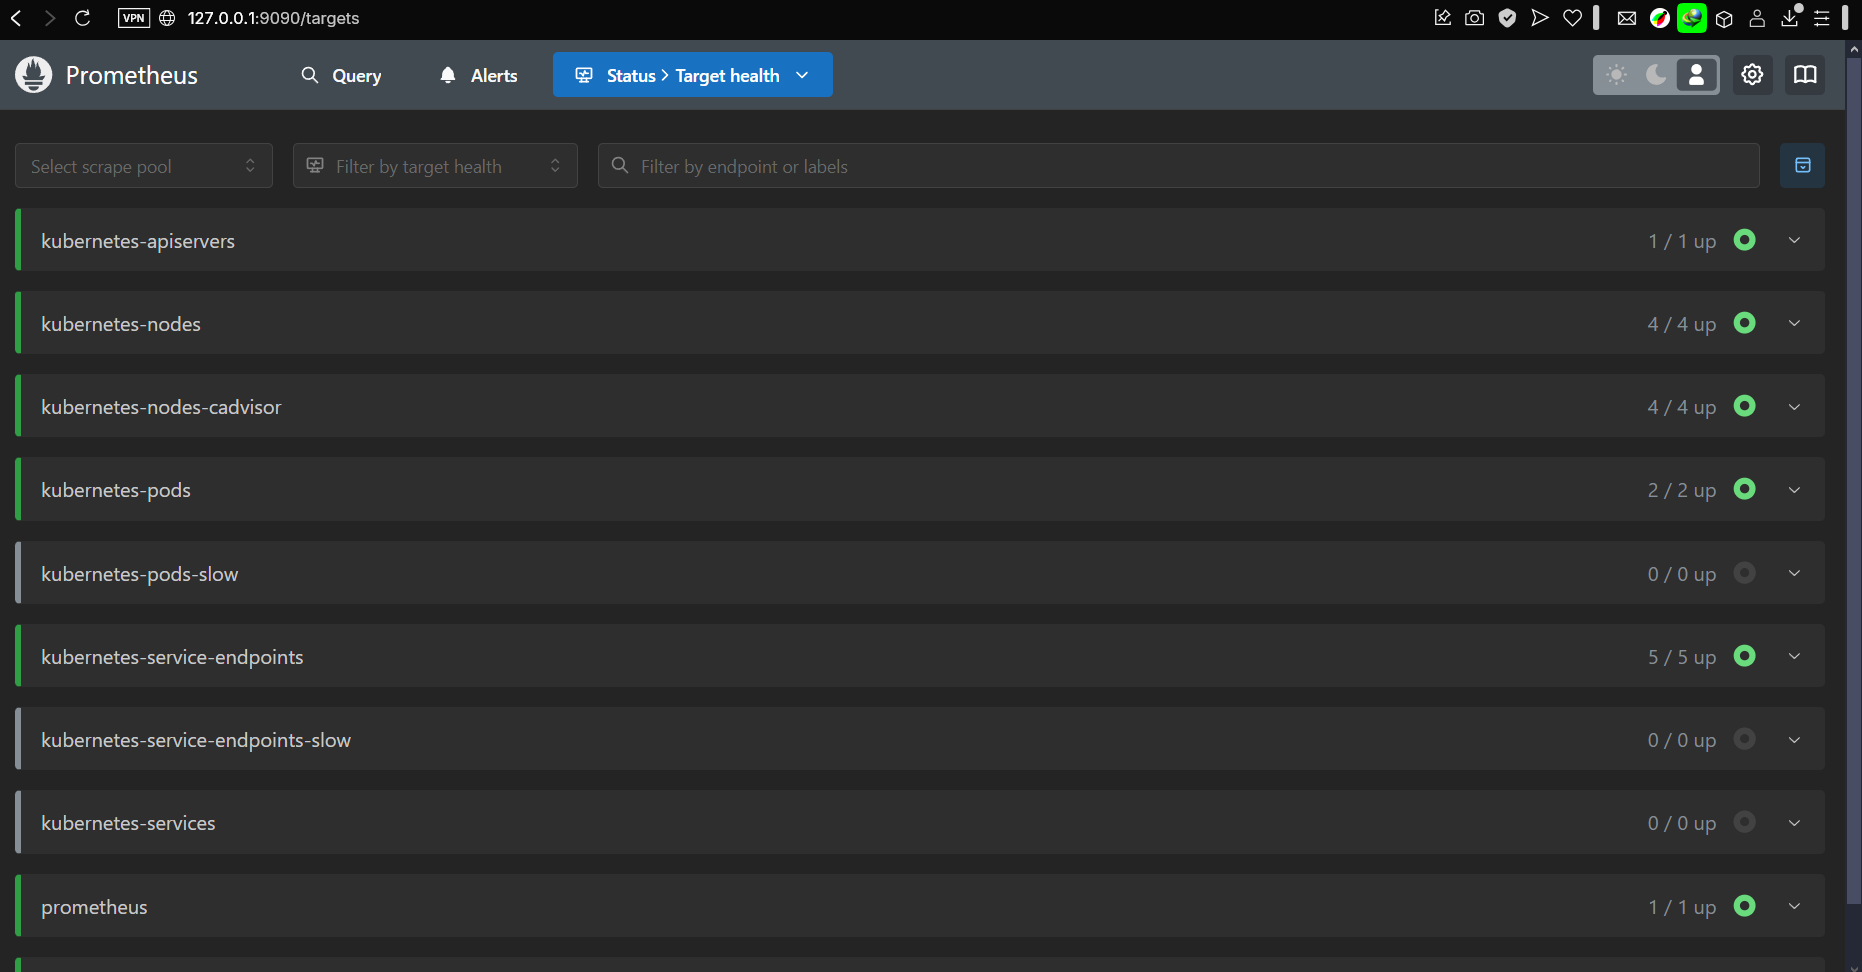 VPN 127.0.0.1:9090/targets
Prometheus Query Alerts Status > Target health
Select scrape pool Filter by target health Filter by endpoint or labels
kubernetes-apiservers 1 / 1 up
kubernetes-nodes 4 / 4 up
kubernetes-nodes-cadvisor 4 / 4 up
kubernetes-pods 2 / 2 up
kubernetes-pods-slow 0 / 0 up
kubernetes-service-endpoints 5 / 5 up
kubernetes-service-endpoints-slow 0 / 0 up
kubernetes-services 0 / 0 up
prometheus 1 / 1 up